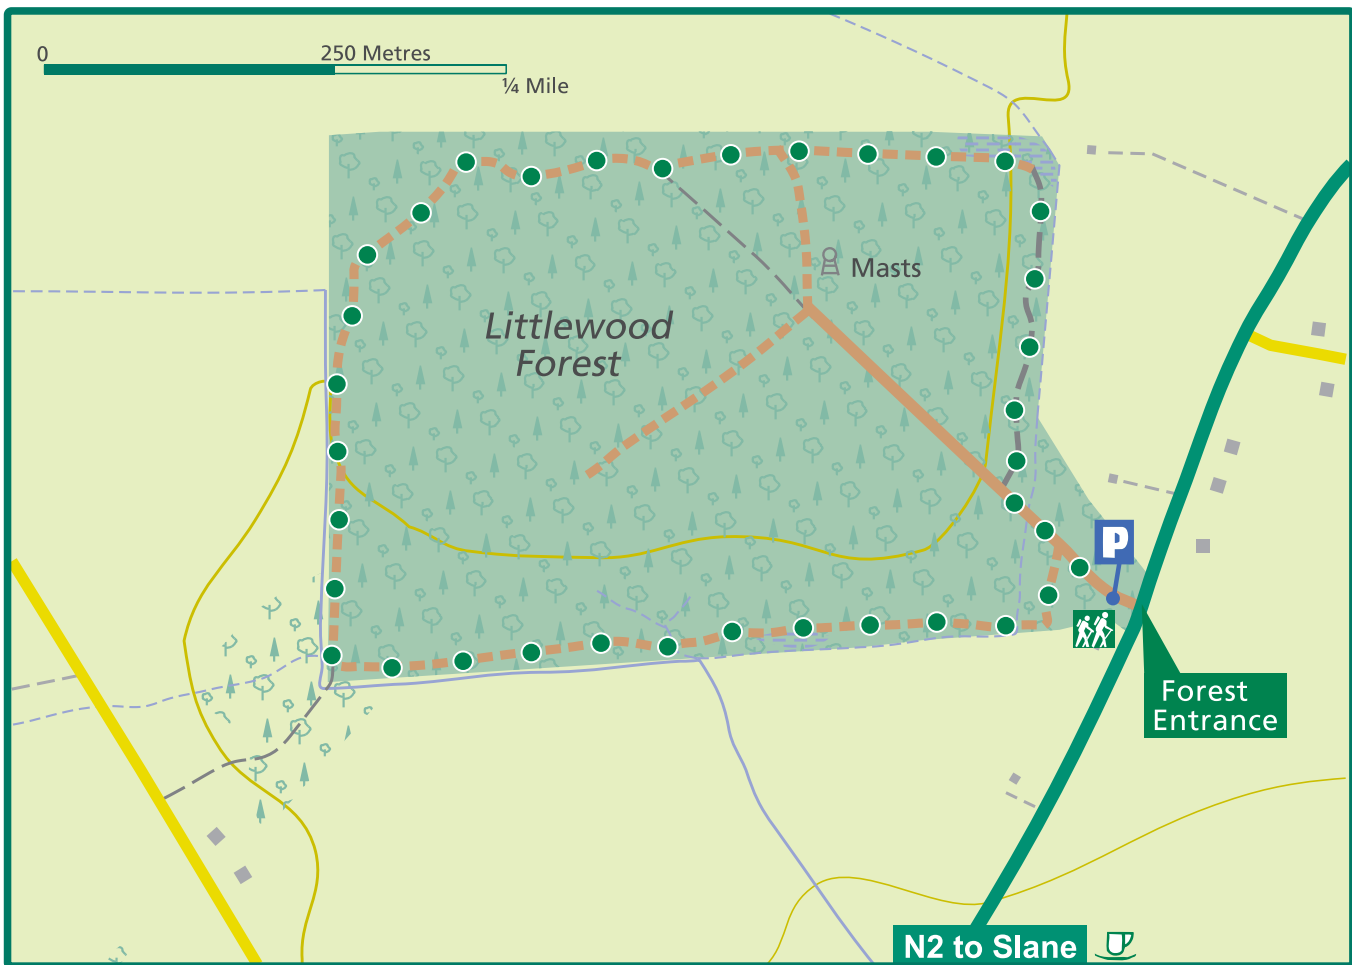 0
250 Metres
¼ Mile
Masts
Littlewood
Forest
P
Forest
Entrance
N2 to Slane